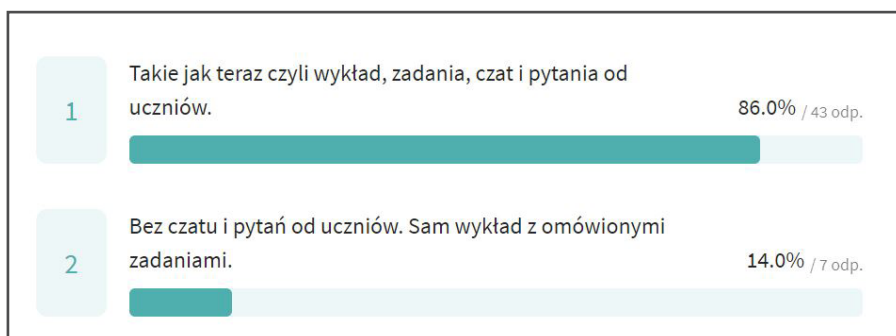 1
Takie jak teraz czyli wykład, zadania, czat i pytania od
uczniów.
86.0% / 43 odp.
2
Bez czatu i pytań od uczniów. Sam wykład z omówionymi
zadaniami.
14.0% / 7 odp.